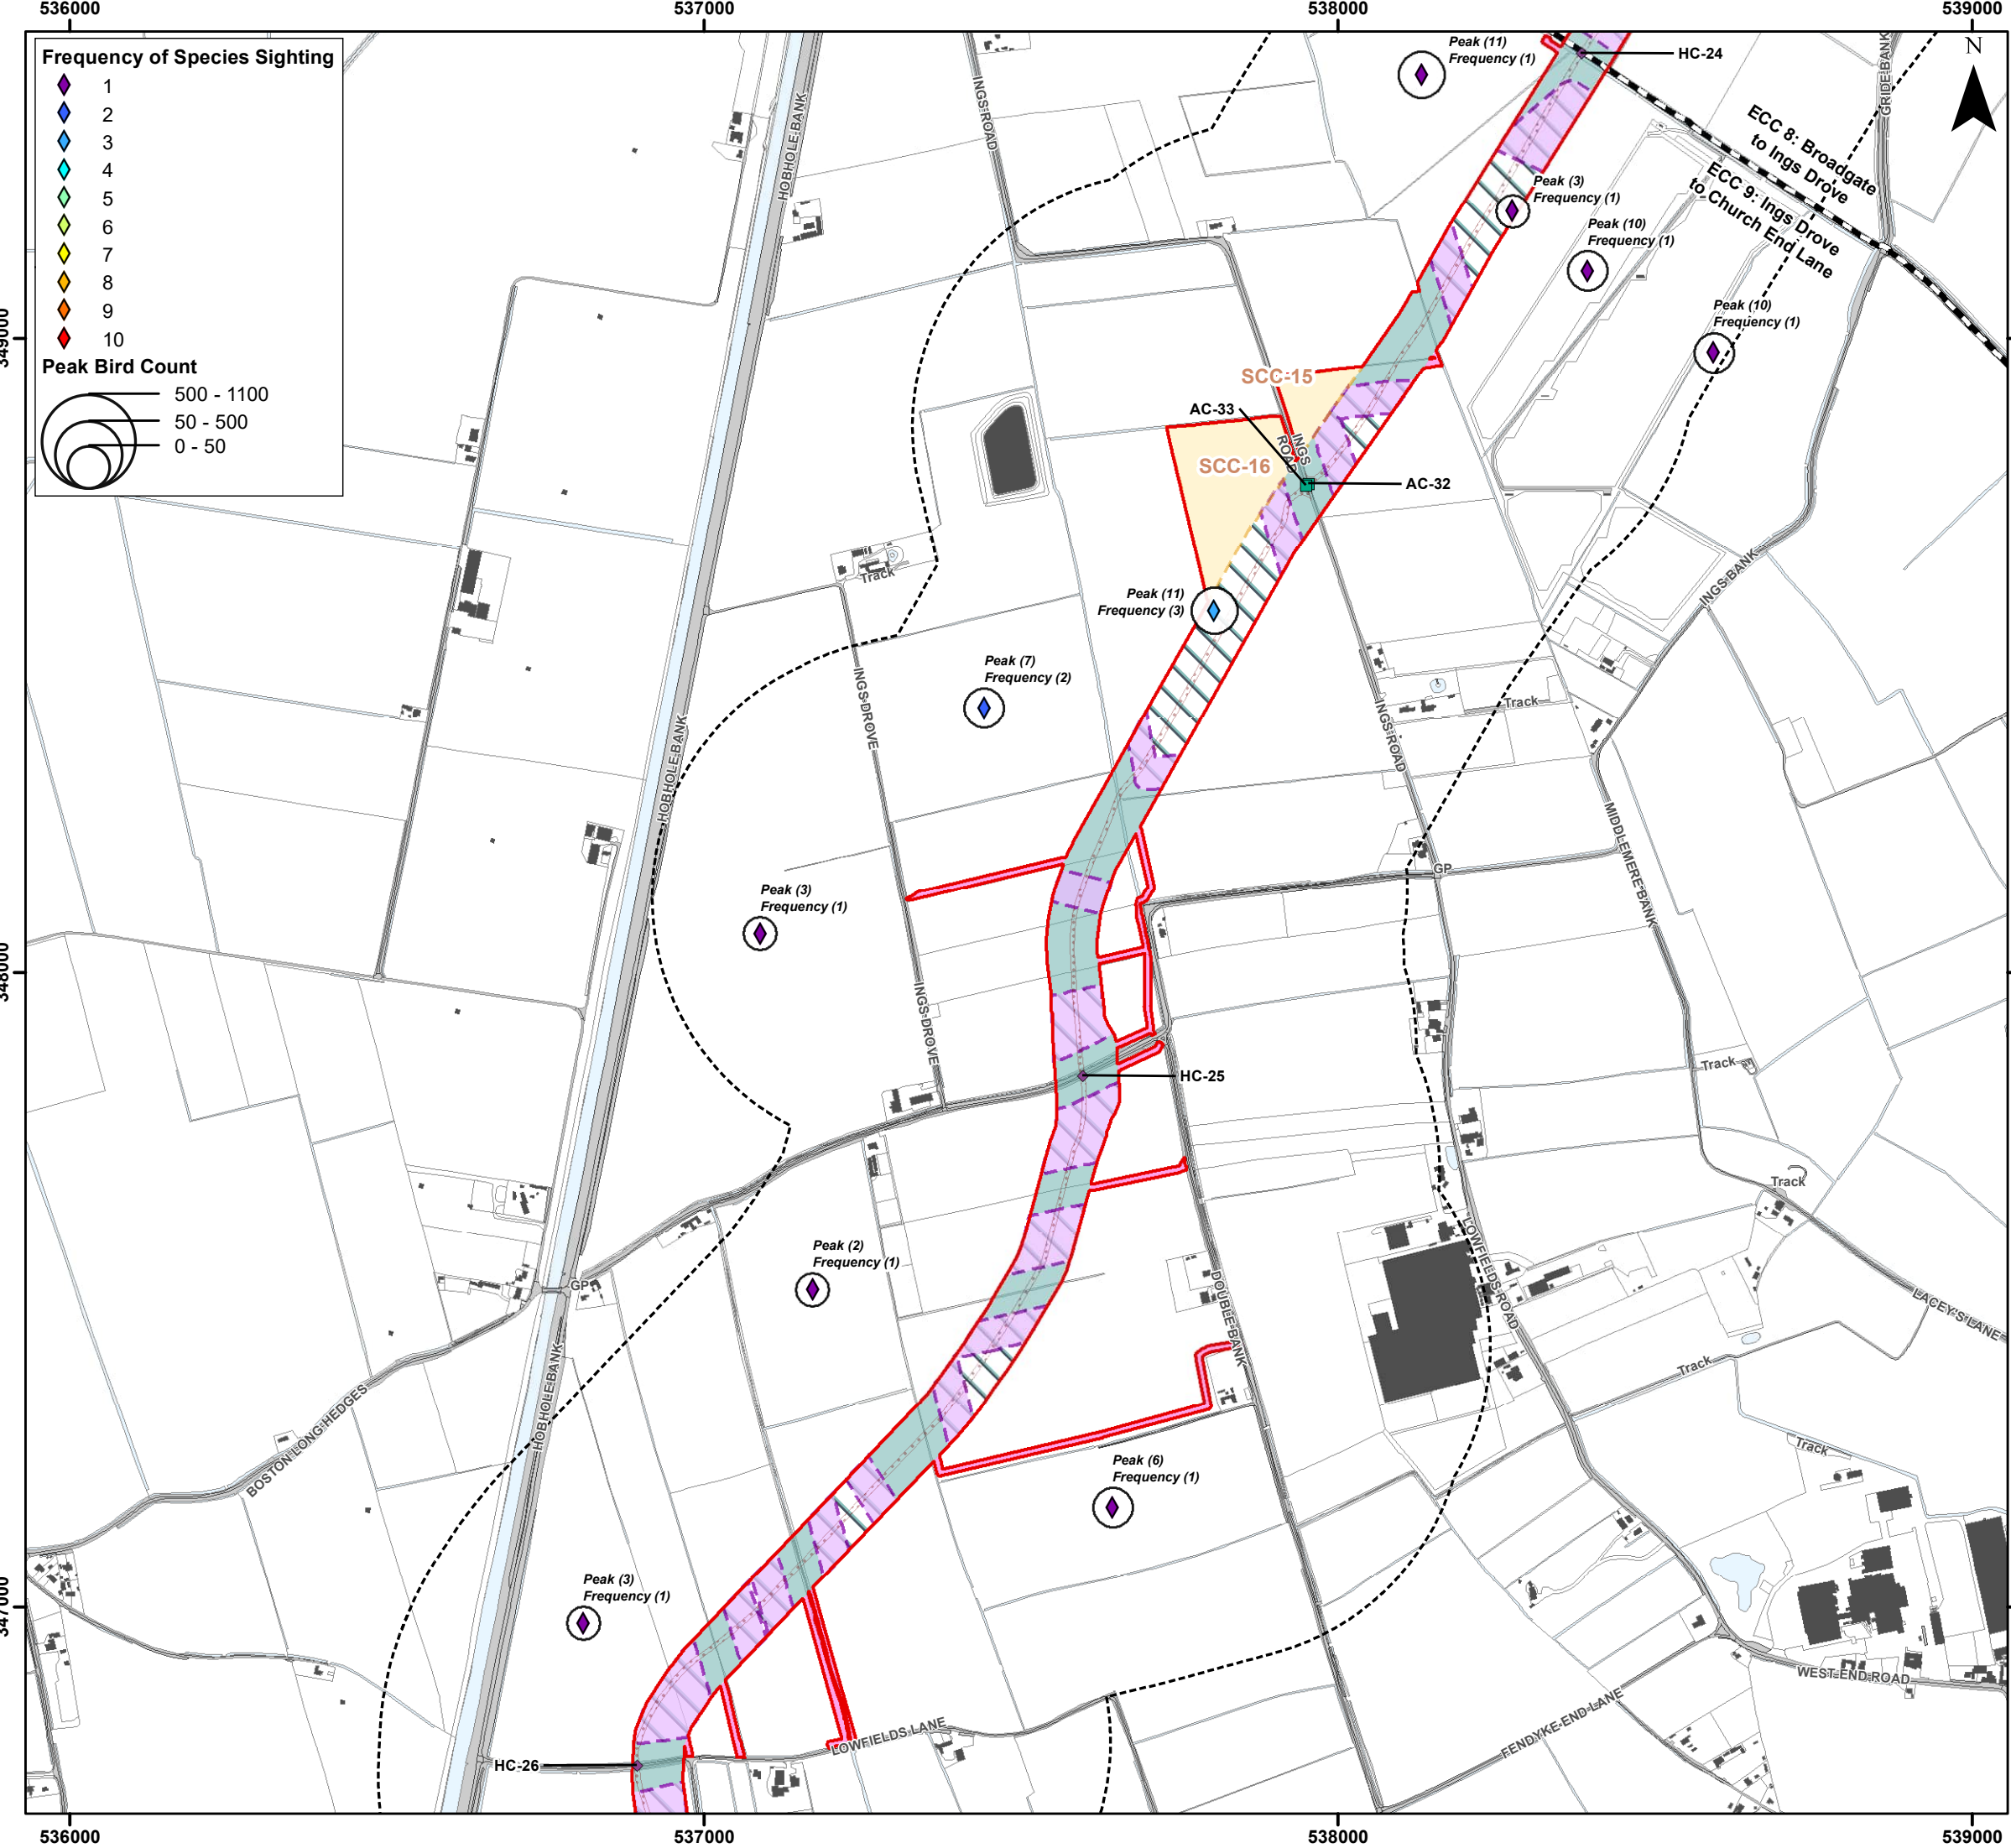 536000
537000
538000
539000
Frequency of Species Sighting
1
2
3
4
5
6
7
8
9
10
Peak Bird Count
500 - 1100
50 - 500
0 - 50
N
HC-24
Peak (11)
Frequency (1)
GRIDE BANK
HOBHOLE BANK
INGS ROAD
ECC 8: Broadgate
to Ings Drove
ECC 9: Ings Drove
to Church End Lane
Peak (3)
Frequency (1)
Peak (10)
Frequency (1)
Peak (10)
Frequency (1)
349000
SCC-15
AC-33
INGS
ROAD
SCC-16
AC-32
Track
INGS BANK
Peak (11)
Frequency (3)
Peak (7)
Frequency (2)
INGS DROVE
HOBHOLE BANK
INGS ROAD
Track
MIDDLEMERE BANK
GP
Peak (3)
Frequency (1)
348000
INGS DROVE
HC-25
Track
Track
Peak (2)
Frequency (1)
GP
DOUBLE BANK
LOWFIELDS ROAD
LACEY'S LANE
HOBHOLE BANK
BOSTON LONG HEDGES
Track
Track
Peak (6)
Frequency (1)
Peak (3)
Frequency (1)
347000
WEST END ROAD
LOWFIELDS LANE
FENDYKE END LANE
HC-26
536000
537000
538000
539000